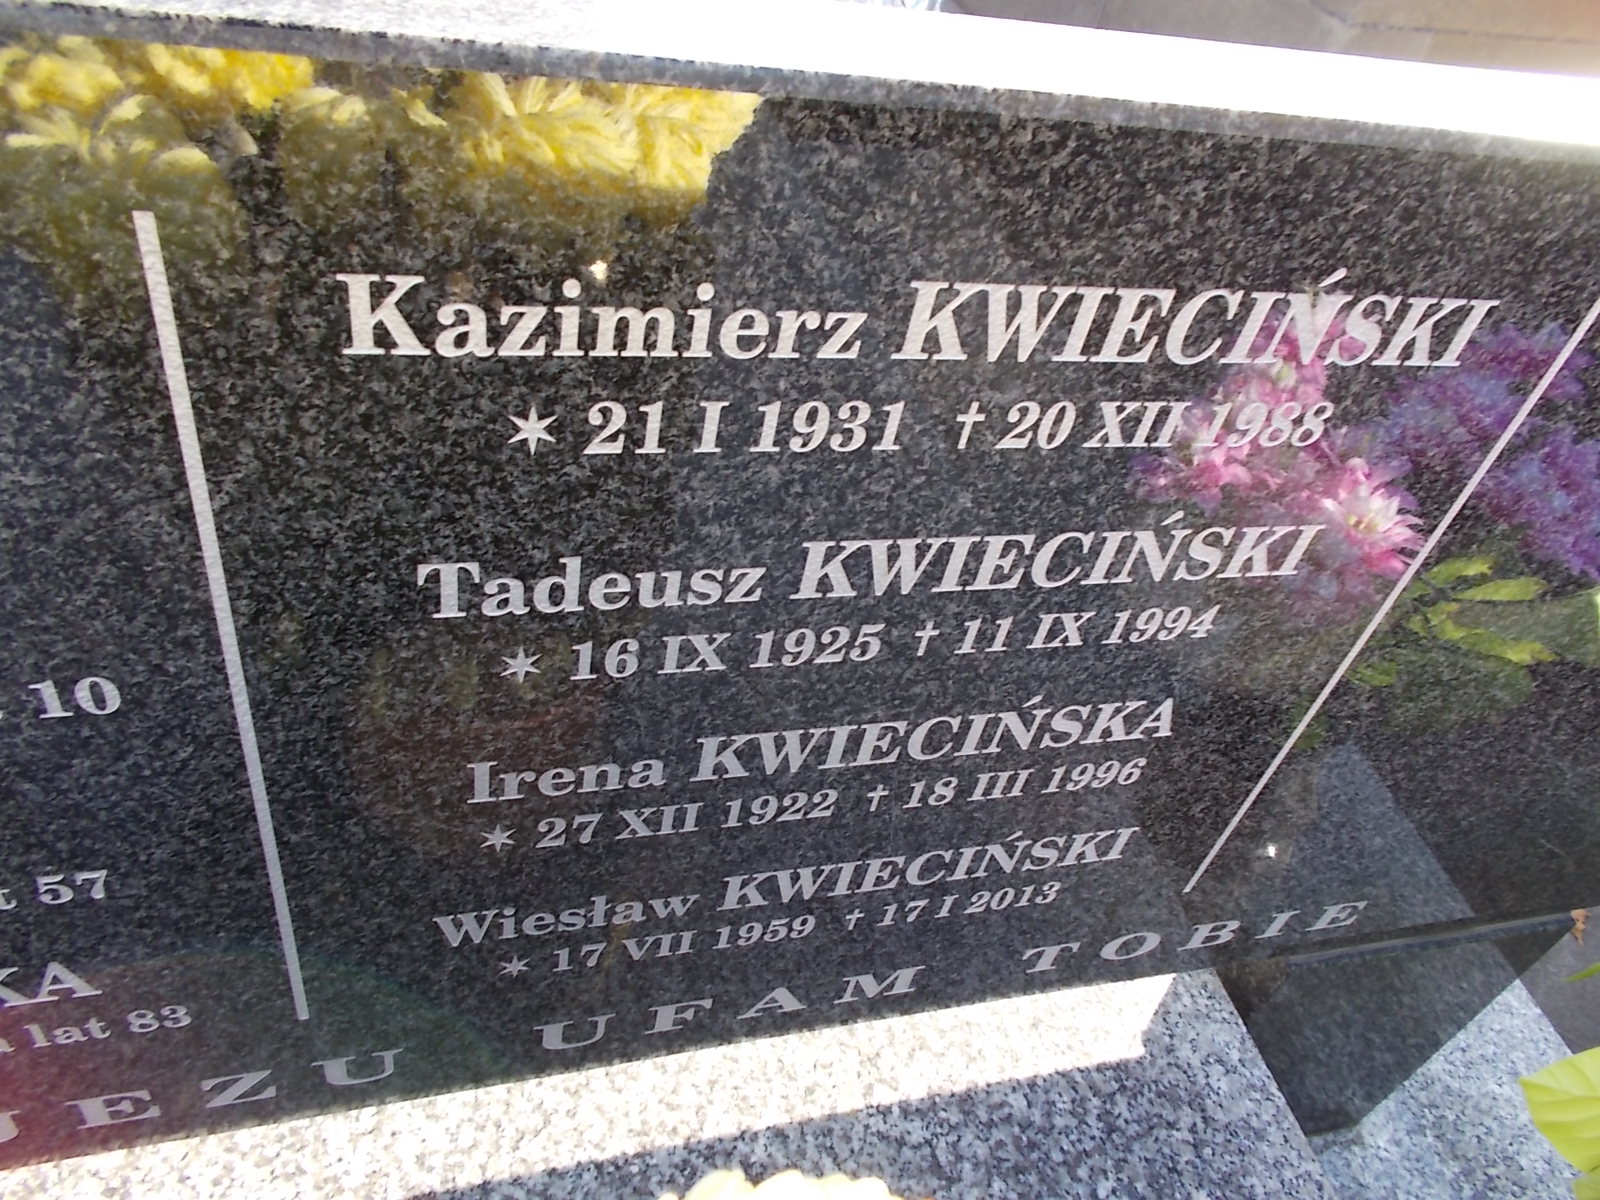 Kazimierz KWIECIŃSKI
✶ 21 I 1931 † 20 XII 1988
Tadeusz KWIECIŃSKI
✶ 16 IX 1925 † 11 IX 1994
Irena KWIECIŃSKA
✶ 27 XII 1922 † 18 III 1996
Wiesław KWIECIŃSKI
✶ 17 VII 1959 † 17 I 2013
10
57
KA
lat 83
JEZU UFAM TOBIE